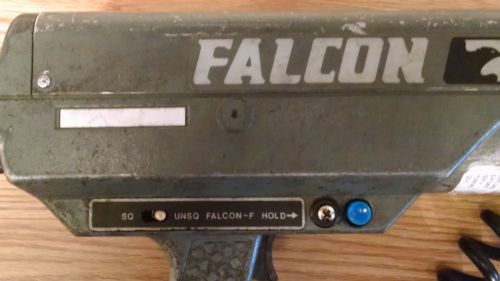 FALCON
SQ UNSQ FALCON-F HOLD→